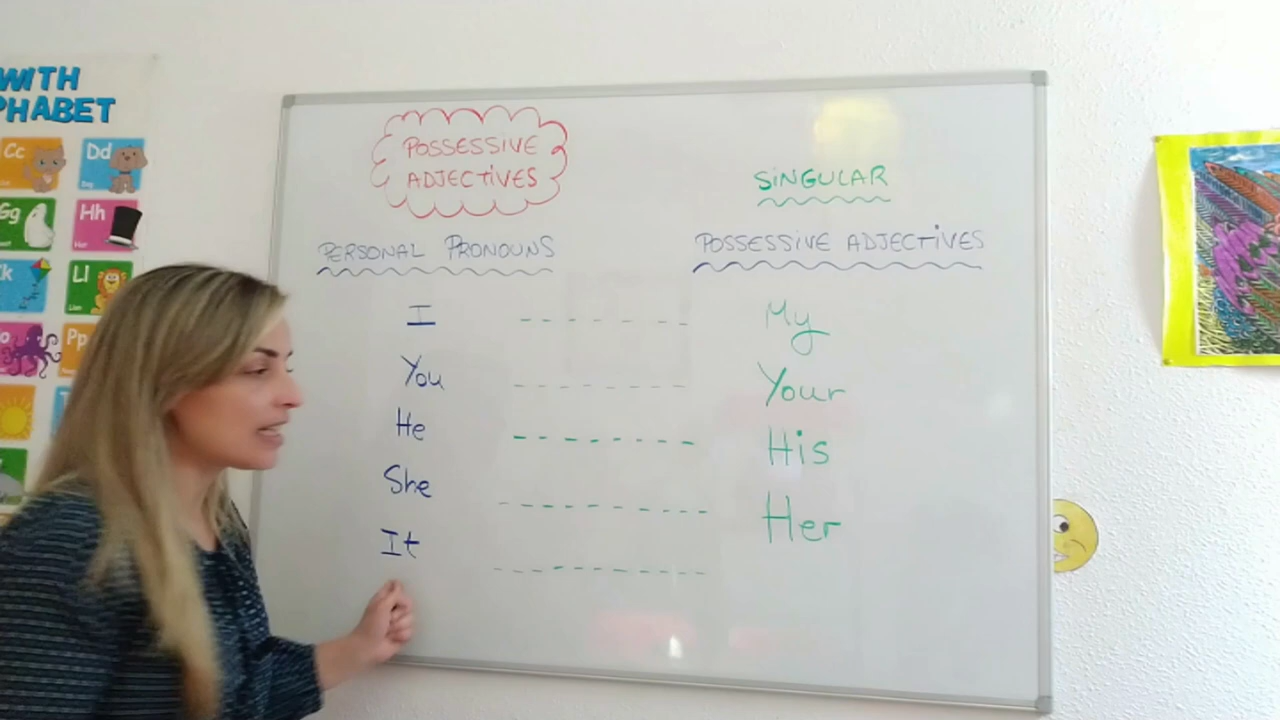 WITH
PHABET
Cc
Dd
Gg
Hh
Ll
Pp
POSSESSIVE
ADJECTIVES
SINGULAR
PERSONAL PRONOUNS
POSSESSIVE ADJECTIVES
I --------- My
You --------- Your
He --------- His
She --------- Her
It ---------